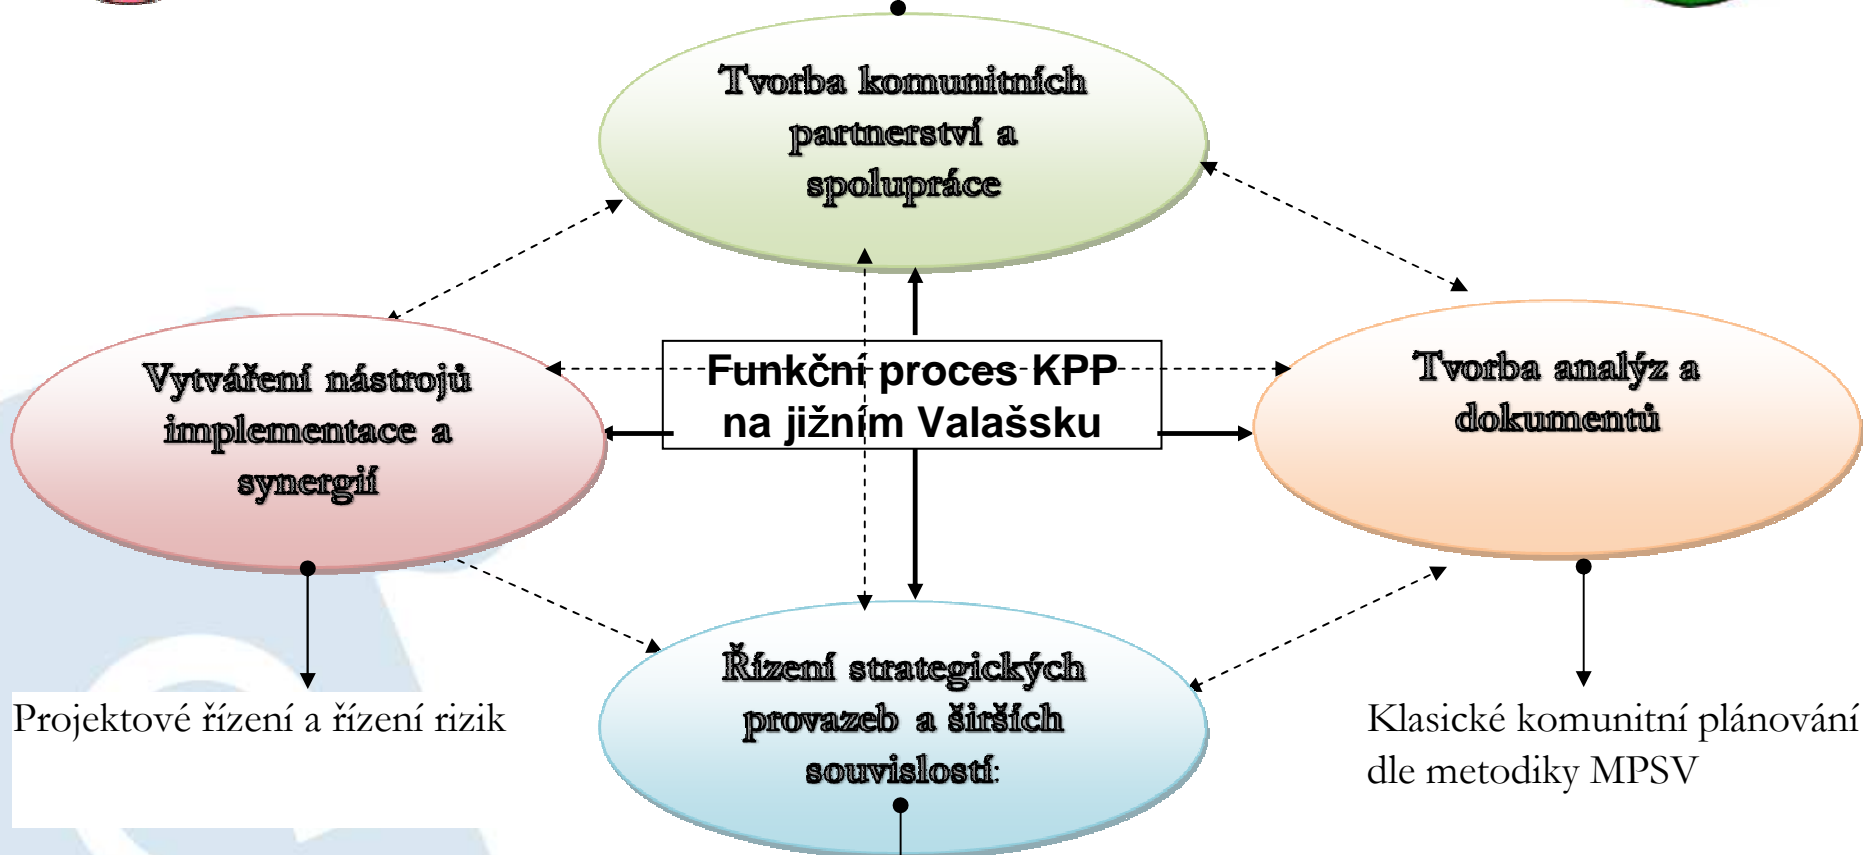 Tvorba komunitních
partnerství a
spolupráce
Vytváření nástrojů
implementace a
synergií
Funkční proces KPP
na jižním Valašsku
Tvorba analýz a
dokumentů
Řízení strategických
provazeb a širších
souvislostí:
Projektové řízení a řízení rizik
Klasické komunitní plánování
dle metodiky MPSV